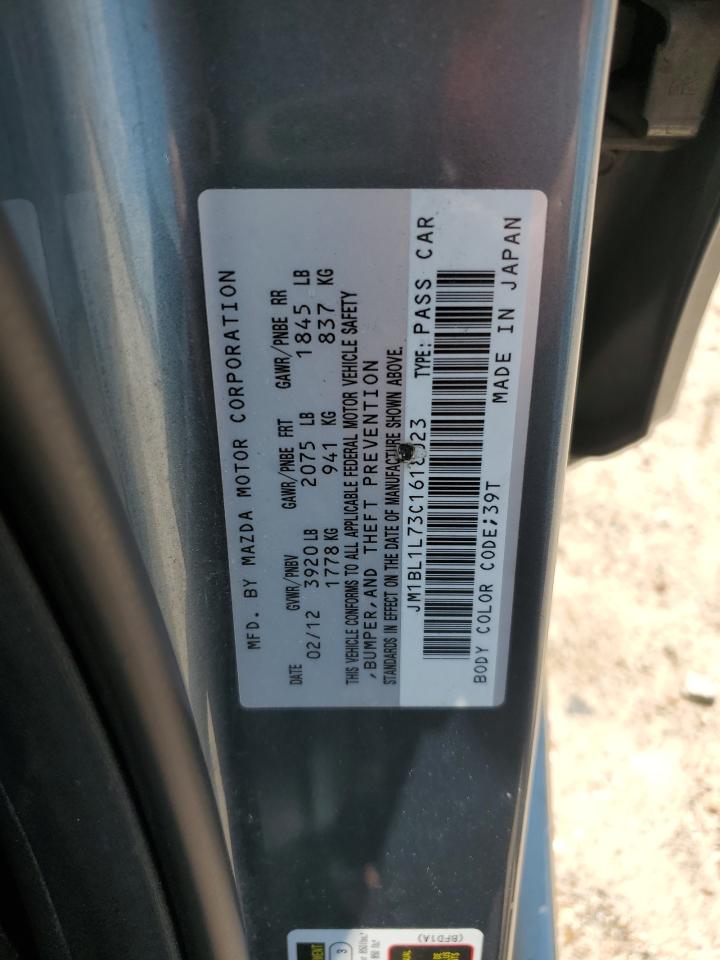 MFD. BY MAZDA MOTOR CORPORATION
DATE GVWR/PNBV GAWR/PNBE FRT GAWR/PNBE RR
02/12 3920 LB 2075 LB 1845 LB
1778 KG 941 KG 837 KG
THIS VEHICLE CONFORMS TO ALL APPLICABLE FEDERAL MOTOR VEHICLE SAFETY
,BUMPER,AND THEFT PREVENTION
STANDARDS IN EFFECT ON THE DATE OF MANUFACTURE SHOWN ABOVE.
TYPE: PASS CAR
BODY COLOR CODE;39T MADE IN JAPAN
(BFD1A)
3